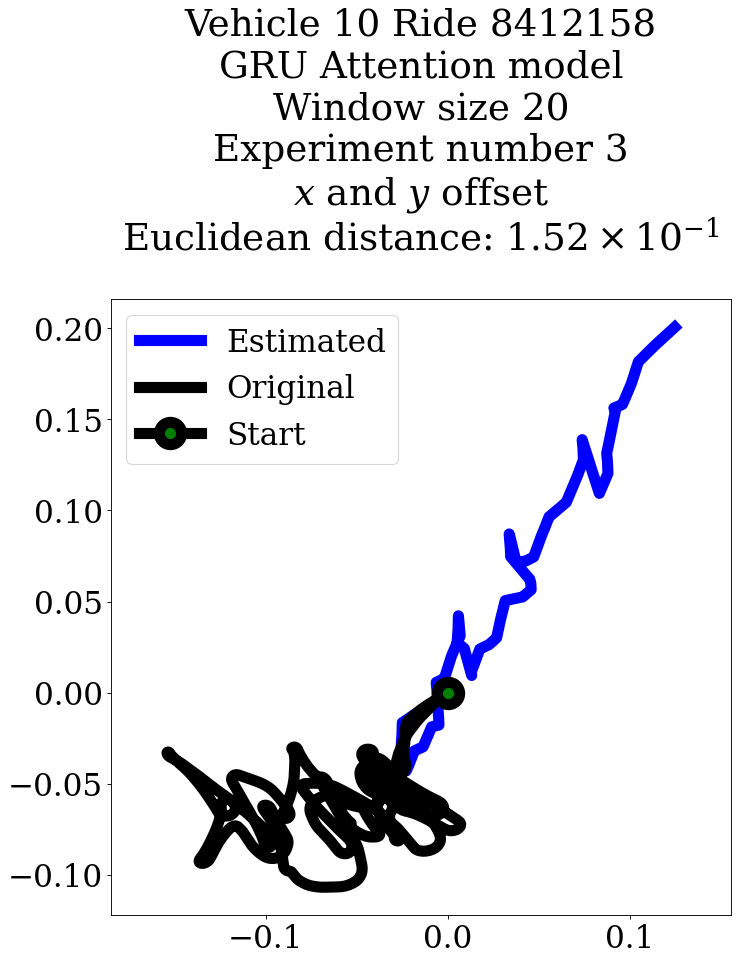 Vehicle 10 Ride 8412158
GRU Attention model
Window size 20
Experiment number 3
x and y offset
Euclidean distance: 1.52 × 10⁻¹
Estimated
Original
Start
0.20
0.15
0.10
0.05
0.00
−0.05
−0.10
−0.1 0.0 0.1